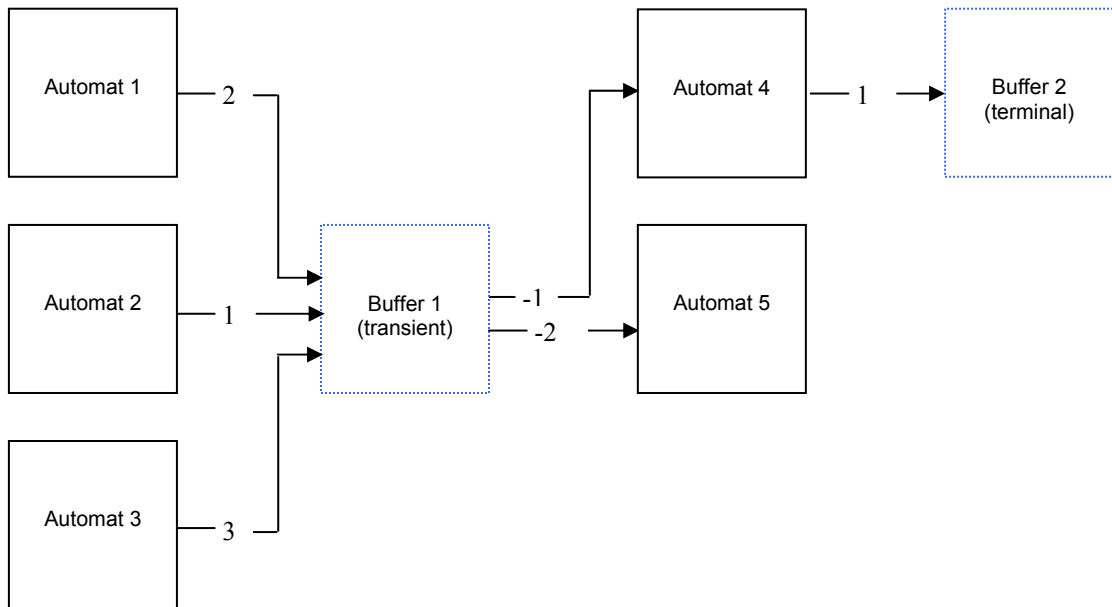 Automat 1
2
Automat 4
1
Buffer 2
(terminal)
Automat 2
1
Buffer 1
(transient)
-1
-2
Automat 5
Automat 3
3